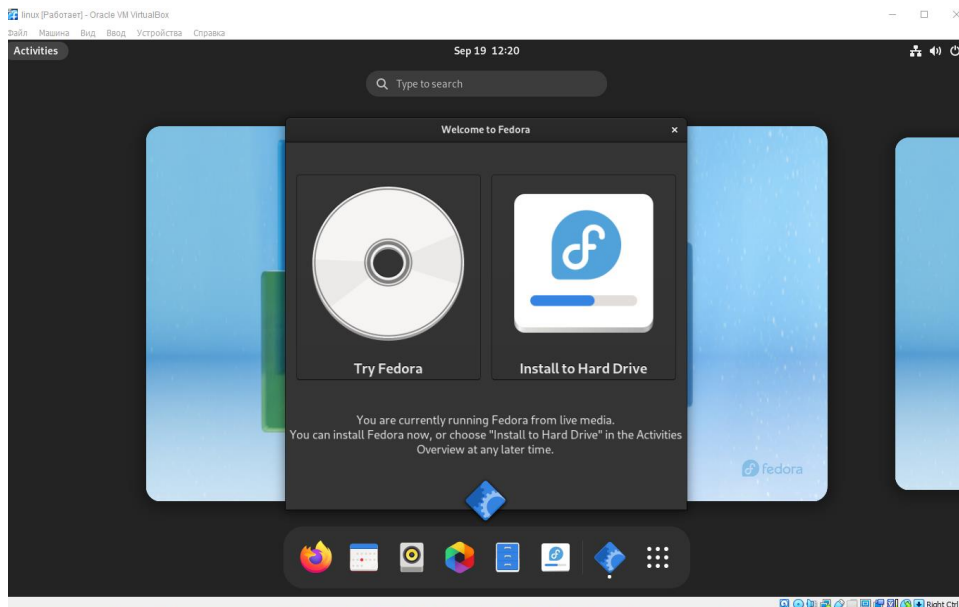 linux [Работает] - Oracle VM VirtualBox
Файл Машина Вид Ввод Устройства Справка
Activities
Sep 19 12:20
Type to search
Welcome to Fedora
Try Fedora
Install to Hard Drive
You are currently running Fedora from live media.
You can install Fedora now, or choose "Install to Hard Drive" in the Activities
Overview at any later time.
fedora
Right Ctrl